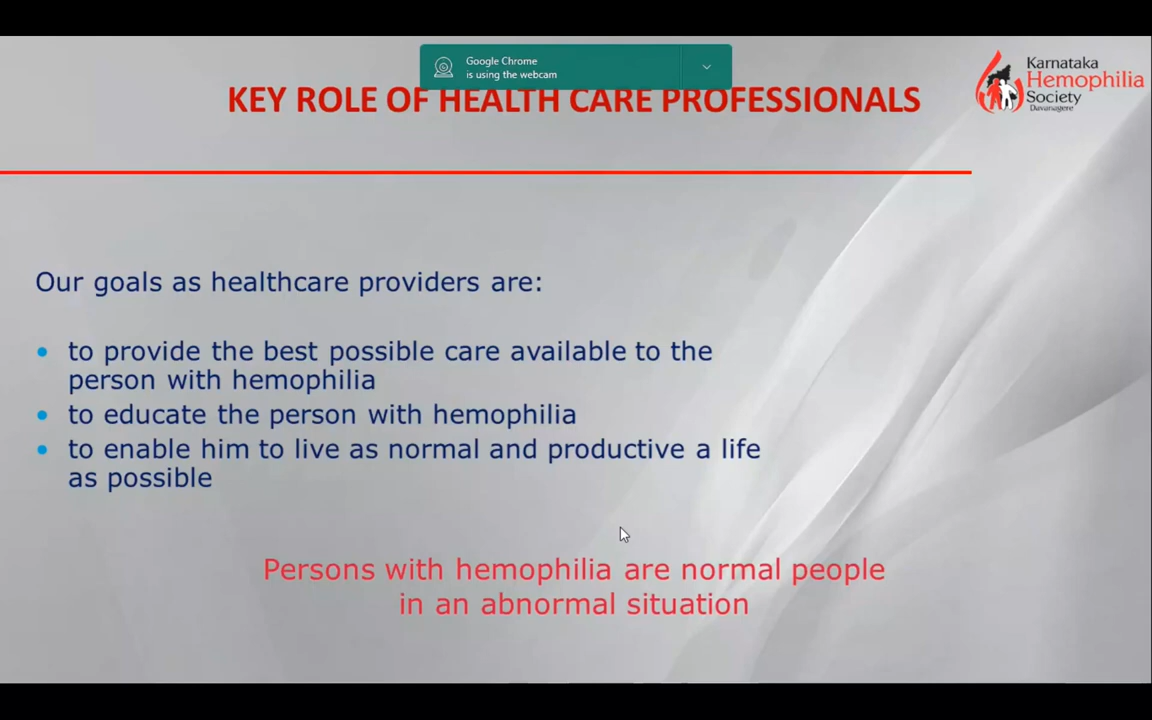 Google Chrome
is using the webcam
KEY ROLE OF HEALTH CARE PROFESSIONALS
Karnataka
Hemophilia
Society
Davanagere
Our goals as healthcare providers are:
• to provide the best possible care available to the
person with hemophilia
• to educate the person with hemophilia
• to enable him to live as normal and productive a life
as possible
Persons with hemophilia are normal people
in an abnormal situation